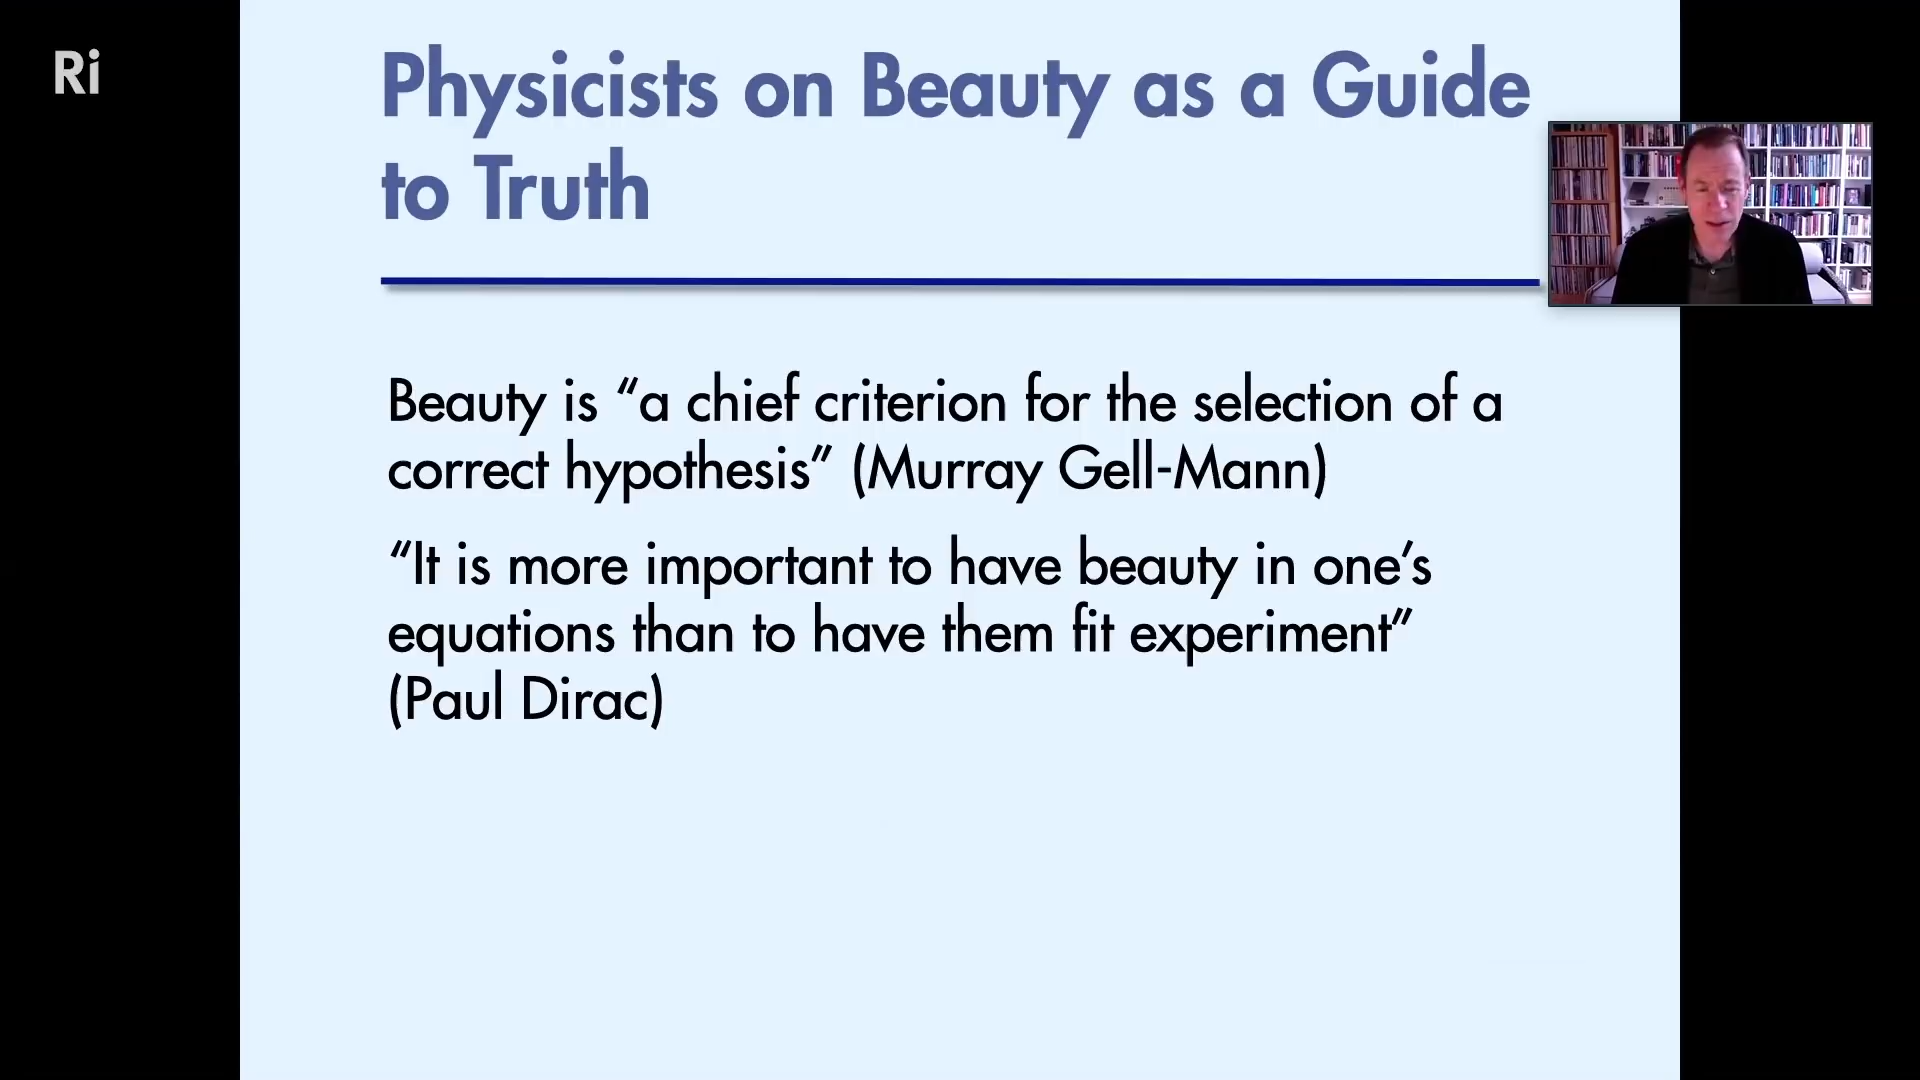 Ri
Physicists on Beauty as a Guide
to Truth
Beauty is “a chief criterion for the selection of a
correct hypothesis” (Murray Gell-Mann)
“It is more important to have beauty in one’s
equations than to have them fit experiment”
(Paul Dirac)